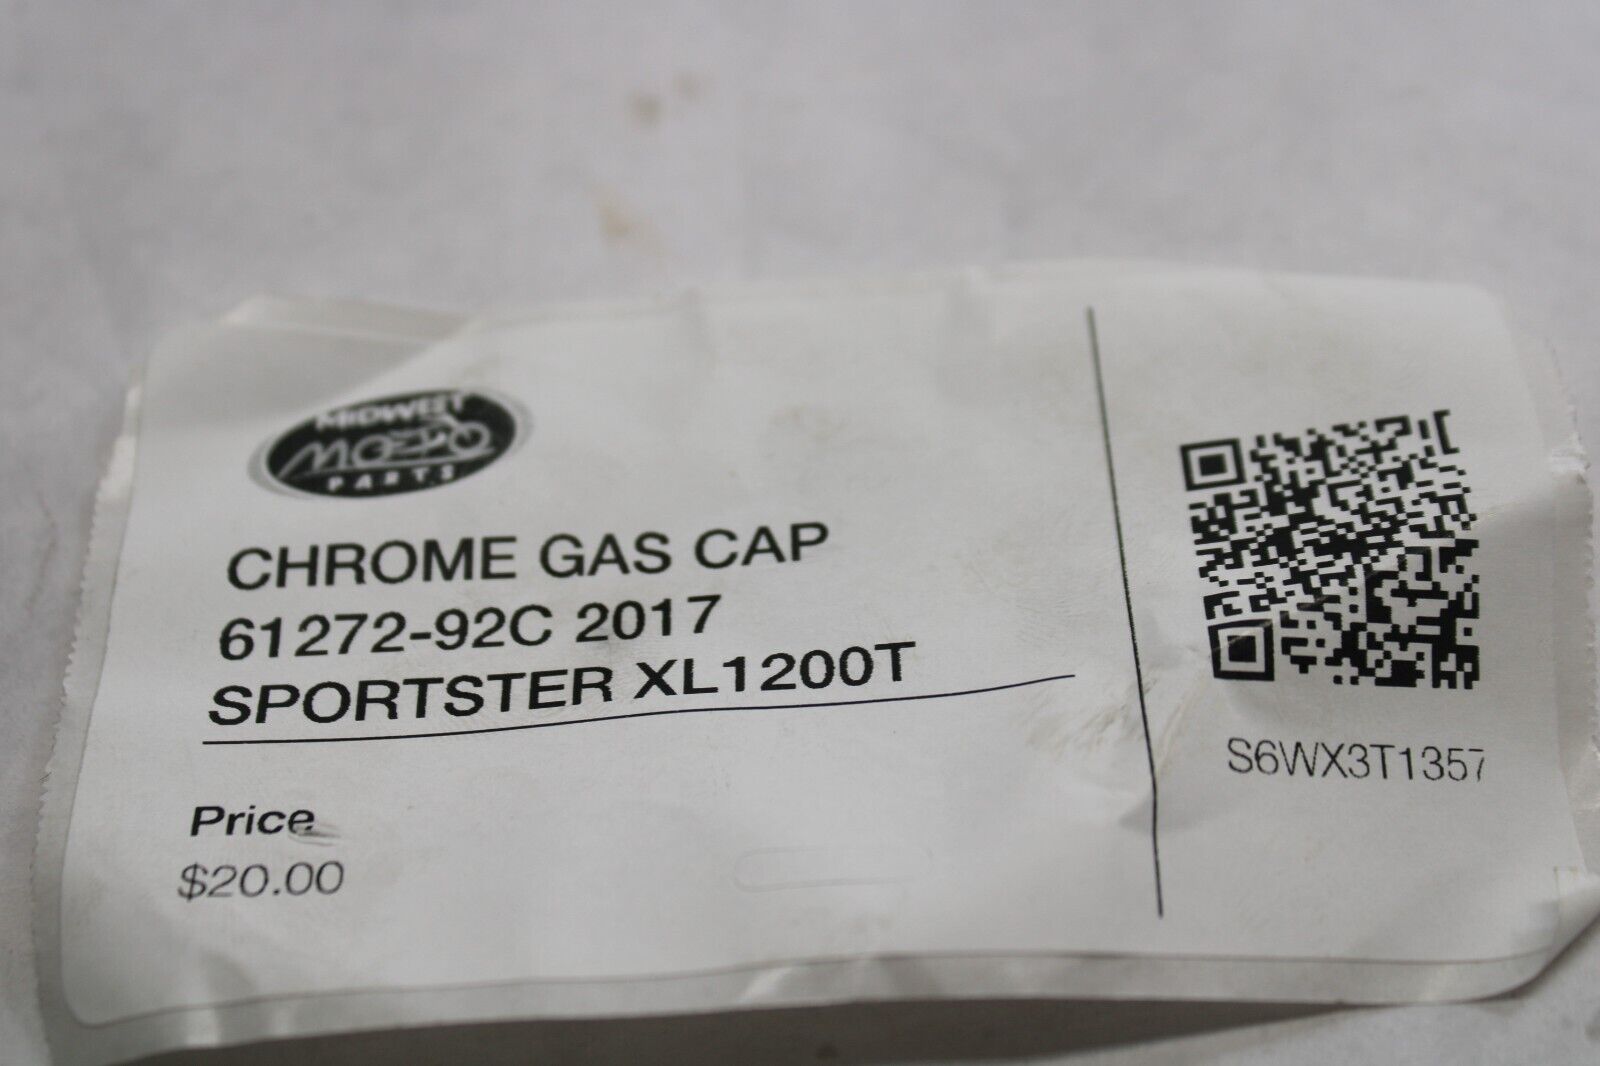 MIDWEST
MOTO
PARTS
CHROME GAS CAP
61272-92C 2017
SPORTSTER XL1200T
Price
$20.00
S6WX3T1357